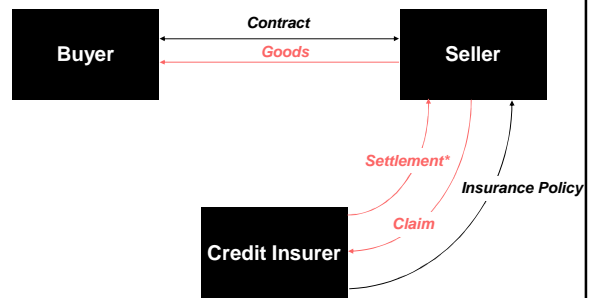 Contract
Buyer
Goods
Seller
Settlement*
Insurance Policy
Claim
Credit Insurer